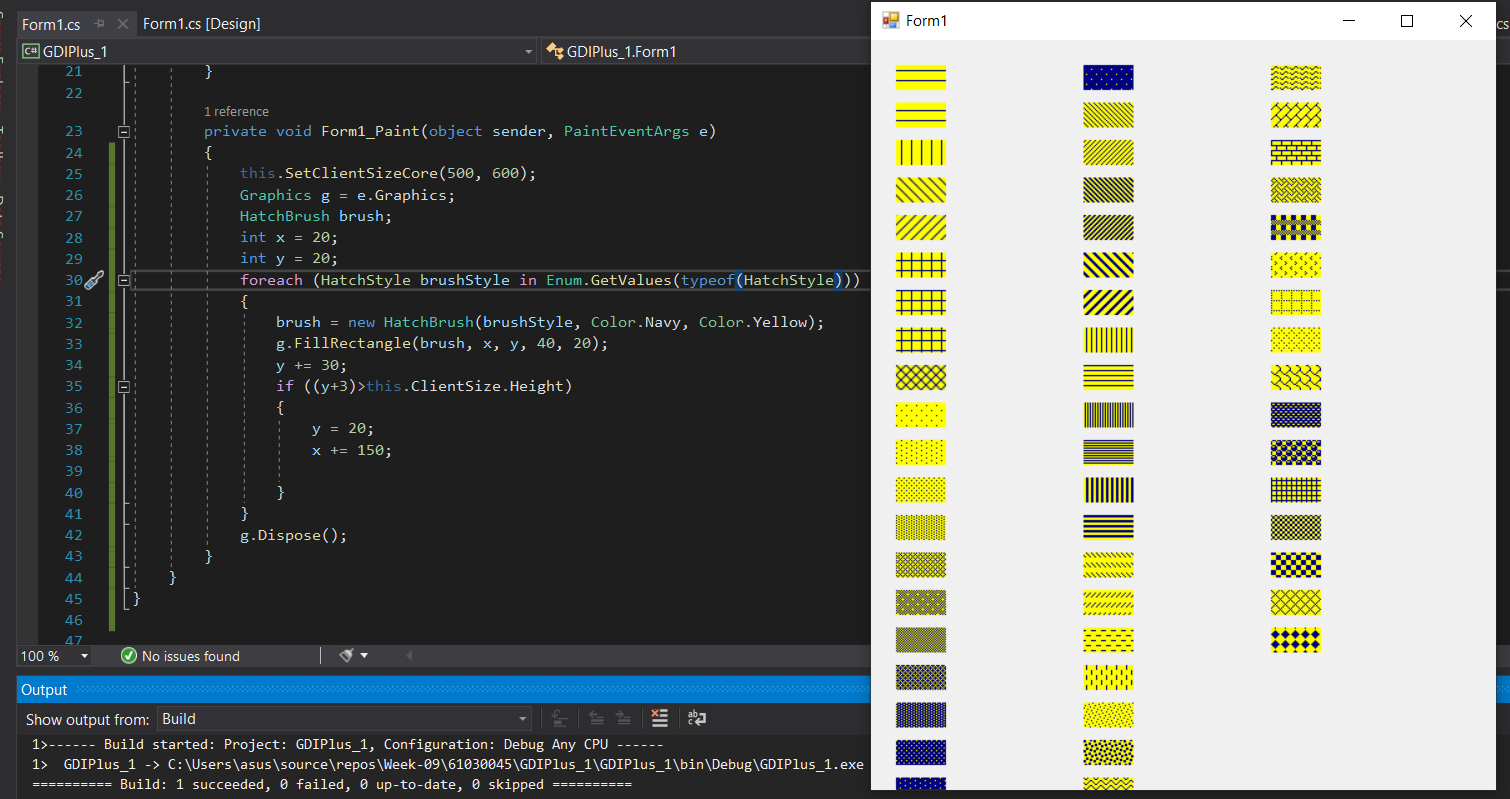 Form1.cs
Form1.cs [Design]
C# GDIPlus_1
GDIPlus_1.Form1
21 }
22
1 reference
23 private void Form1_Paint(object sender, PaintEventArgs e)
24 {
25 this.SetClientSizeCore(500, 600);
26 Graphics g = e.Graphics;
27 HatchBrush brush;
28 int x = 20;
29 int y = 20;
30 foreach (HatchStyle brushStyle in Enum.GetValues(typeof(HatchStyle)))
31 {
32 brush = new HatchBrush(brushStyle, Color.Navy, Color.Yellow);
33 g.FillRectangle(brush, x, y, 40, 20);
34 y += 30;
35 if ((y+3)>this.ClientSize.Height)
36 {
37 y = 20;
38 x += 150;
39
40 }
41 }
42 g.Dispose();
43 }
44 }
45 }
46
47
100 %
No issues found
Output
Show output from: Build
1>------ Build started: Project: GDIPlus_1, Configuration: Debug Any CPU ------
1>  GDIPlus_1 -> C:\Users\asus\source\repos\Week-09\61030045\GDIPlus_1\GDIPlus_1\bin\Debug\GDIPlus_1.exe
========== Build: 1 succeeded, 0 failed, 0 up-to-date, 0 skipped ==========
Form1
cs